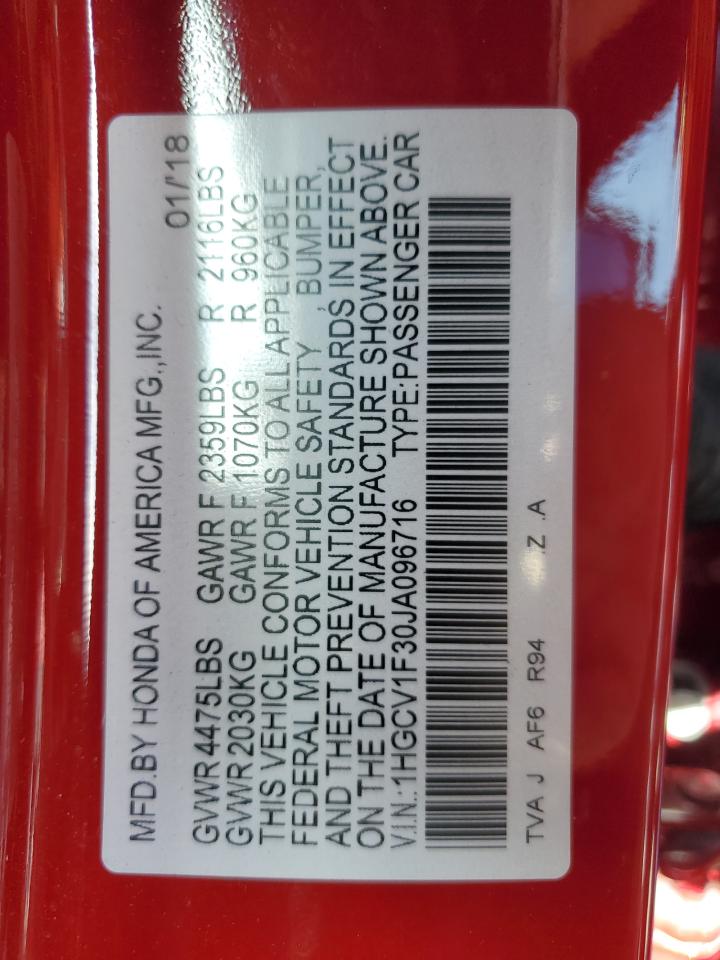 MFD.BY HONDA OF AMERICA MFG.,INC. 01/'18
GVWR 4475LBS GAWR F 2359LBS R 2116LBS
GVWR 2030KG GAWR F 1070KG R 960KG
THIS VEHICLE CONFORMS TO ALL APPLICABLE
FEDERAL MOTOR VEHICLE SAFETY , BUMPER,
AND THEFT PREVENTION STANDARDS IN EFFECT
ON THE DATE OF MANUFACTURE SHOWN ABOVE.
V.I.N.:1HGCV1F30JA096716 TYPE:PASSENGER CAR
TVA J AF6 R94 .Z .A